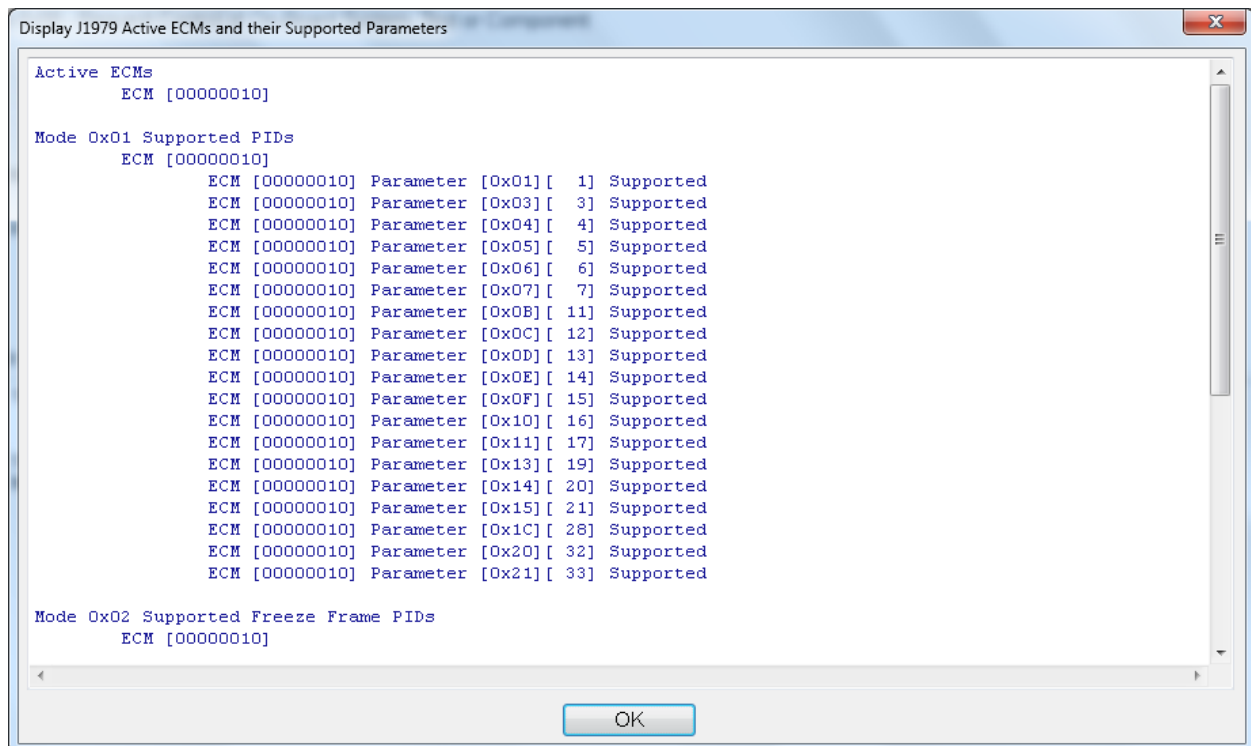 or Component
Display J1979 Active ECMs and their Supported Parameters
Active ECMs
ECM [00000010]
Mode 0x01 Supported PIDs
ECM [00000010]
ECM [00000010] Parameter [0x01][  1] Supported
ECM [00000010] Parameter [0x03][  3] Supported
ECM [00000010] Parameter [0x04][  4] Supported
ECM [00000010] Parameter [0x05][  5] Supported
ECM [00000010] Parameter [0x06][  6] Supported
ECM [00000010] Parameter [0x07][  7] Supported
ECM [00000010] Parameter [0x0B][ 11] Supported
ECM [00000010] Parameter [0x0C][ 12] Supported
ECM [00000010] Parameter [0x0D][ 13] Supported
ECM [00000010] Parameter [0x0E][ 14] Supported
ECM [00000010] Parameter [0x0F][ 15] Supported
ECM [00000010] Parameter [0x10][ 16] Supported
ECM [00000010] Parameter [0x11][ 17] Supported
ECM [00000010] Parameter [0x13][ 19] Supported
ECM [00000010] Parameter [0x14][ 20] Supported
ECM [00000010] Parameter [0x15][ 21] Supported
ECM [00000010] Parameter [0x1C][ 28] Supported
ECM [00000010] Parameter [0x20][ 32] Supported
ECM [00000010] Parameter [0x21][ 33] Supported
Mode 0x02 Supported Freeze Frame PIDs
ECM [00000010]
OK